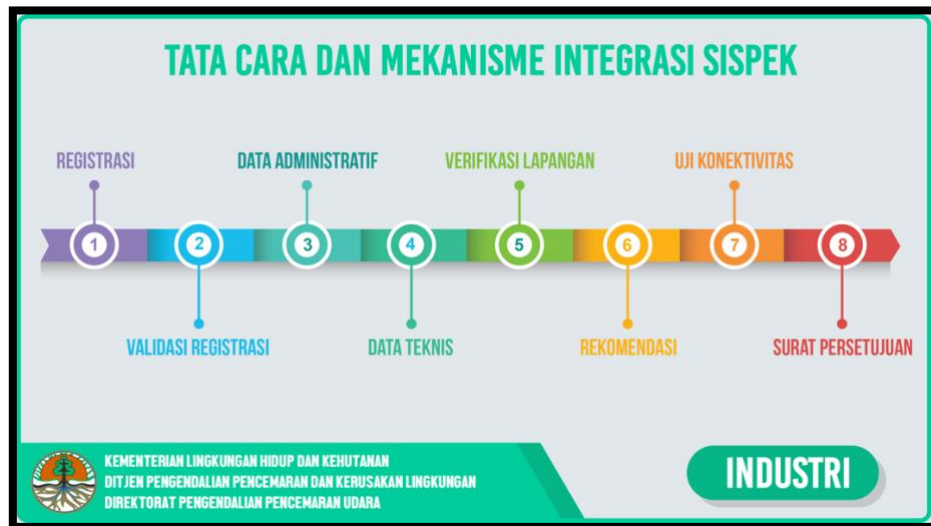 TATA CARA DAN MEKANISME INTEGRASI SISPEK
REGISTRASI
DATA ADMINISTRATIF
VERIFIKASI LAPANGAN
UJI KONEKTIVITAS
1
2
3
4
5
6
7
8
VALIDASI REGISTRASI
DATA TEKNIS
REKOMENDASI
SURAT PERSETUJUAN
KEMENTERIAN LINGKUNGAN HIDUP DAN KEHUTANAN
DITJEN PENGENDALIAN PENCEMARAN DAN KERUSAKAN LINGKUNGAN
DIREKTORAT PENGENDALIAN PENCEMARAN UDARA
INDUSTRI